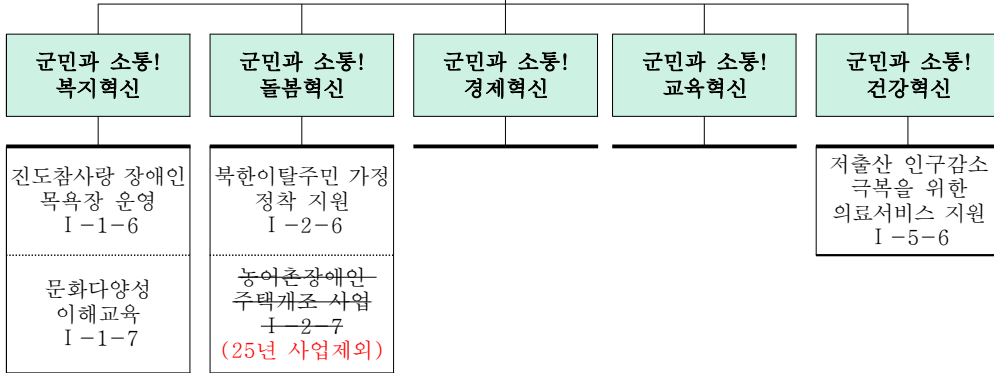 군민과 소통!
복지혁신
군민과 소통!
돌봄혁신
군민과 소통!
경제혁신
군민과 소통!
교육혁신
군민과 소통!
건강혁신
진도참사랑 장애인
목욕장 운영
Ⅰ-1-6
문화다양성
이해교육
Ⅰ-1-7
북한이탈주민 가정
정착 지원
Ⅰ-2-6
농어촌장애인
주택개조 사업
Ⅰ-2-7
(25년 사업제외)
저출산 인구감소
극복을 위한
의료서비스 지원
Ⅰ-5-6